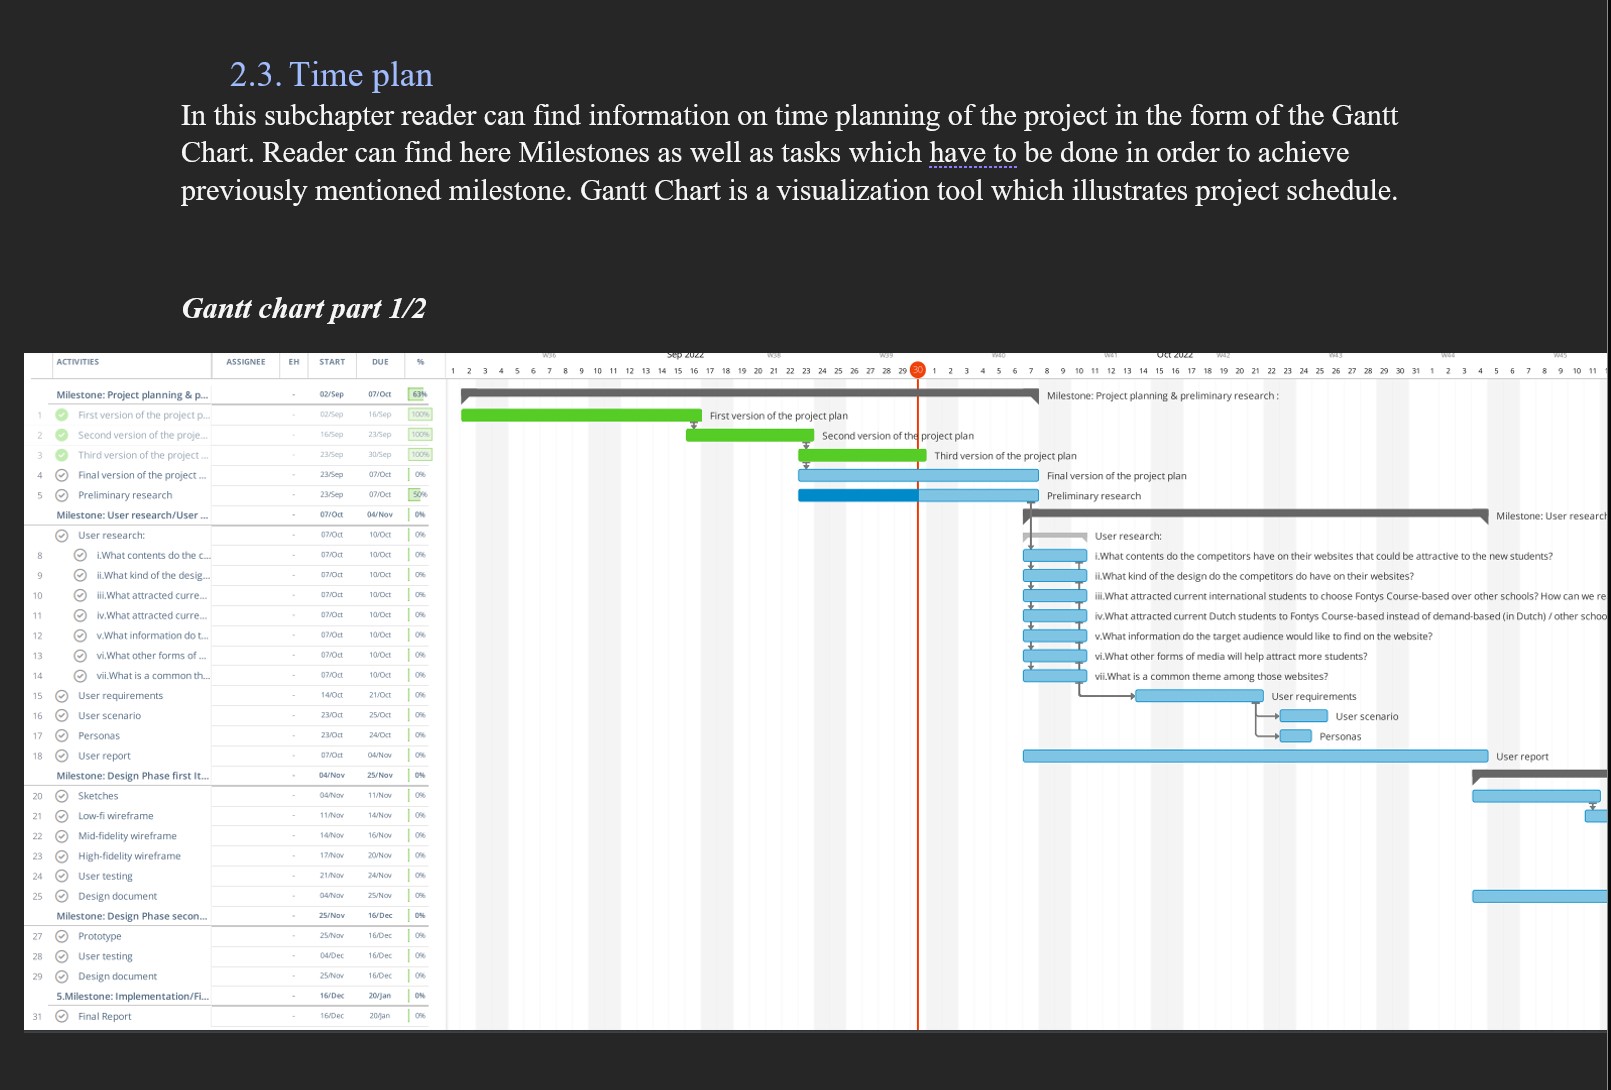 2.3. Time plan
In this subchapter reader can find information on time planning of the project in the form of the Gantt
Chart. Reader can find here Milestones as well as tasks which have to be done in order to achieve
previously mentioned milestone. Gantt Chart is a visualization tool which illustrates project schedule.
Gantt chart part 1/2
W36 Sep 2022 W38 W39 W40 W41 Oct 2022 W42 W43 W44 W45
ACTIVITIES ASSIGNEE EH START DUE %
1 2 3 4 5 6 7 8 9 10 11 12 13 14 15 16 17 18 19 20 21 22 23 24 25 26 27 28 29 30 1 2 3 4 5 6 7 8 9 10 11 12 13 14 15 16 17 18 19 20 21 22 23 24 25 26 27 28 29 30 31 1 2 3 4 5 6 7 8 9 10 11 1
Milestone: Project planning & p... - 02/Sep 07/Oct 63% Milestone: Project planning & preliminary research :
1 First version of the project p... - 02/Sep 16/Sep 100% First version of the project plan
2 Second version of the proje... - 16/Sep 23/Sep 100% Second version of the project plan
3 Third version of the project ... - 23/Sep 30/Sep 100% Third version of the project plan
4 Final version of the project ... - 23/Sep 07/Oct 0% Final version of the project plan
5 Preliminary research - 23/Sep 07/Oct 50% Preliminary research
Milestone: User research/User ... - 07/Oct 04/Nov 0% Milestone: User research
User research: - 07/Oct 10/Oct 0% User research:
8 i.What contents do the c... - 07/Oct 10/Oct 0% i.What contents do the competitors have on their websites that could be attractive to the new students?
9 ii.What kind of the desig... - 07/Oct 10/Oct 0% ii.What kind of the design do the competitors do have on their websites?
10 iii.What attracted curre... - 07/Oct 10/Oct 0% iii.What attracted current international students to choose Fontys Course-based over other schools? How can we re
11 iv.What attracted curre... - 07/Oct 10/Oct 0% iv.What attracted current Dutch students to Fontys Course-based instead of demand-based (in Dutch) / other schoo
12 v.What information do t... - 07/Oct 10/Oct 0% v.What information do the target audience would like to find on the website?
13 vi.What other forms of ... - 07/Oct 10/Oct 0% vi.What other forms of media will help attract more students?
14 vii.What is a common th... - 07/Oct 10/Oct 0% vii.What is a common theme among those websites?
15 User requirements - 14/Oct 21/Oct 0% User requirements
16 User scenario - 23/Oct 25/Oct 0% User scenario
17 Personas - 23/Oct 24/Oct 0% Personas
18 User report - 07/Oct 04/Nov 0% User report
Milestone: Design Phase first It... - 04/Nov 25/Nov 0%
20 Sketches - 04/Nov 11/Nov 0%
21 Low-fi wireframe - 11/Nov 14/Nov 0%
22 Mid-fidelity wireframe - 14/Nov 16/Nov 0%
23 High-fidelity wireframe - 17/Nov 20/Nov 0%
24 User testing - 21/Nov 24/Nov 0%
25 Design document - 04/Nov 25/Nov 0%
Milestone: Design Phase secon... - 25/Nov 16/Dec 0%
27 Prototype - 25/Nov 16/Dec 0%
28 User testing - 04/Dec 16/Dec 0%
29 Design document - 25/Nov 16/Dec 0%
5.Milestone: Implementation/Fi... - 16/Dec 20/Jan 0%
31 Final Report - 16/Dec 20/Jan 0%